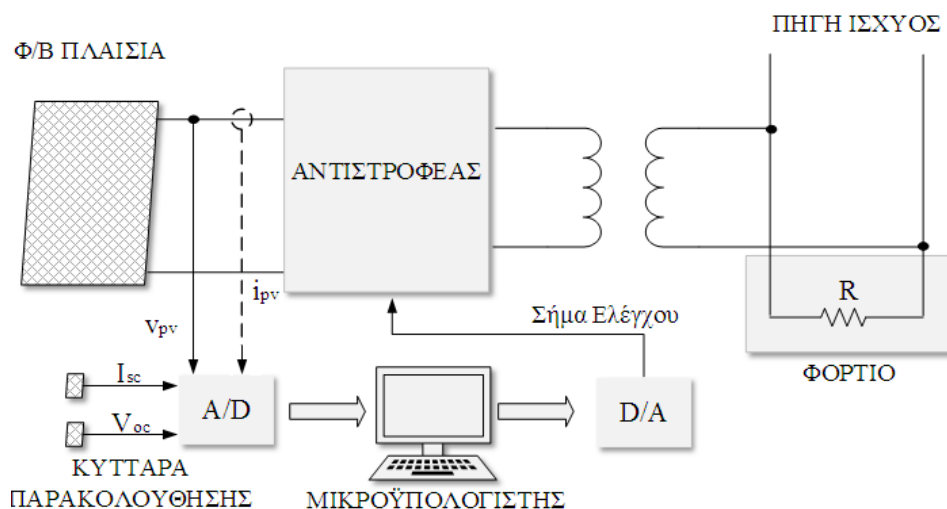 ΠΗΓΗ ΙΣΧΥΟΣ
Φ/Β ΠΛΑΙΣΙΑ
ΑΝΤΙΣΤΡΟΦΕΑΣ
ipv
vpv
R
Σήμα Ελέγχου
ΦΟΡΤΙΟ
Isc
Voc
A/D
D/A
ΚΥΤΤΑΡΑ
ΠΑΡΑΚΟΛΟΥΘΗΣΗΣ
ΜΙΚΡΟΫΠΟΛΟΓΙΣΤΗΣ